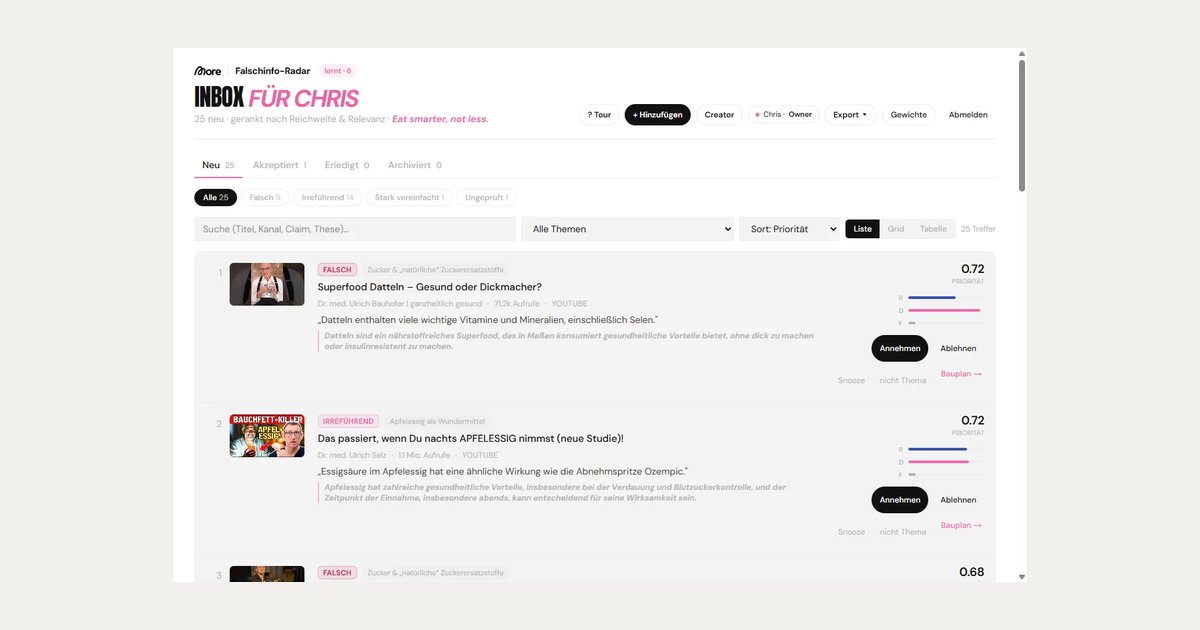 More Falschinfo-Radar lernt · 6
INBOX FÜR CHRIS
25 neu · gerankt nach Reichweite & Relevanz · Eat smarter, not less.
? Tour + Hinzufügen Creator Chris · Owner Export Gewichte Abmelden
Neu 25 Akzeptiert 1 Erledigt 0 Archiviert 0
Alle 25 Falsch 9 Irreführend 14 Stark vereinfacht 1 Ungeprüft 1
Suche (Titel, Kanal, Claim, These)... Alle Themen Sort: Priorität Liste Grid Tabelle 25 Treffer
1 FALSCH Zucker & „natürliche" Zuckerersatzstoffe 0.72
PRIORITÄT
Superfood Datteln – Gesund oder Dickmacher?
Dr. med. Ulrich Bauhofer | ganzheitlich gesund · 71.2k Aufrufe · YOUTUBE
R
D
F
„Datteln enthalten viele wichtige Vitamine und Mineralien, einschließlich Selen."
Datteln sind ein nährstoffreiches Superfood, das in Maßen konsumiert gesundheitliche Vorteile bietet, ohne dick zu machen
oder insulinresistent zu machen.
Annehmen Ablehnen
Snooze nicht Thema Bauplan →
2 IRREFÜHREND Apfelessig als Wundermittel 0.72
PRIORITÄT
BAUCHFETT-KILLER
APFEL-
ESSIG
Das passiert, wenn Du nachts APFELESSIG nimmst (neue Studie)!
Dr. med. Ulrich Selz · 1.1 Mio. Aufrufe · YOUTUBE
R
D
F
„Essigsäure im Apfelessig hat eine ähnliche Wirkung wie die Abnehmspritze Ozempic."
Apfelessig hat zahlreiche gesundheitliche Vorteile, insbesondere bei der Verdauung und Blutzuckerkontrolle, und der
Zeitpunkt der Einnahme, insbesondere abends, kann entscheidend für seine Wirksamkeit sein.
Annehmen Ablehnen
Snooze nicht Thema Bauplan →
3 FALSCH Zucker & „natürliche" Zuckerersatzstoffe 0.68